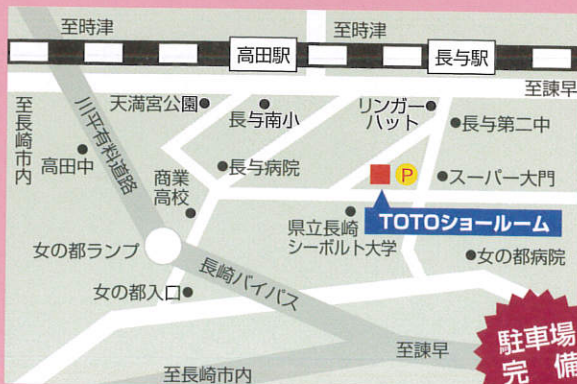 至時津
至時津
高田駅
長与駅
至諫早
至長崎市内
川平有料道路
天満宮公園
長与南小
リンガー
ハット
長与第二中
高田中
商業
高校
長与病院
P
スーパー大門
TOTOショールーム
県立長崎
シーボルト大学
女の都ランプ
女の都病院
長崎バイパス
女の都入口
至諫早
至長崎市内
駐車場
完備